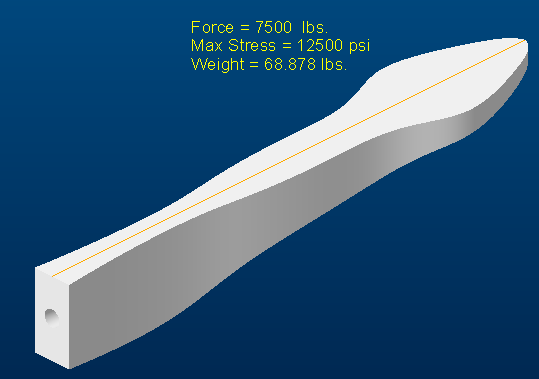 Force = 7500 lbs.
Max Stress = 12500 psi
Weight = 68.878 lbs.